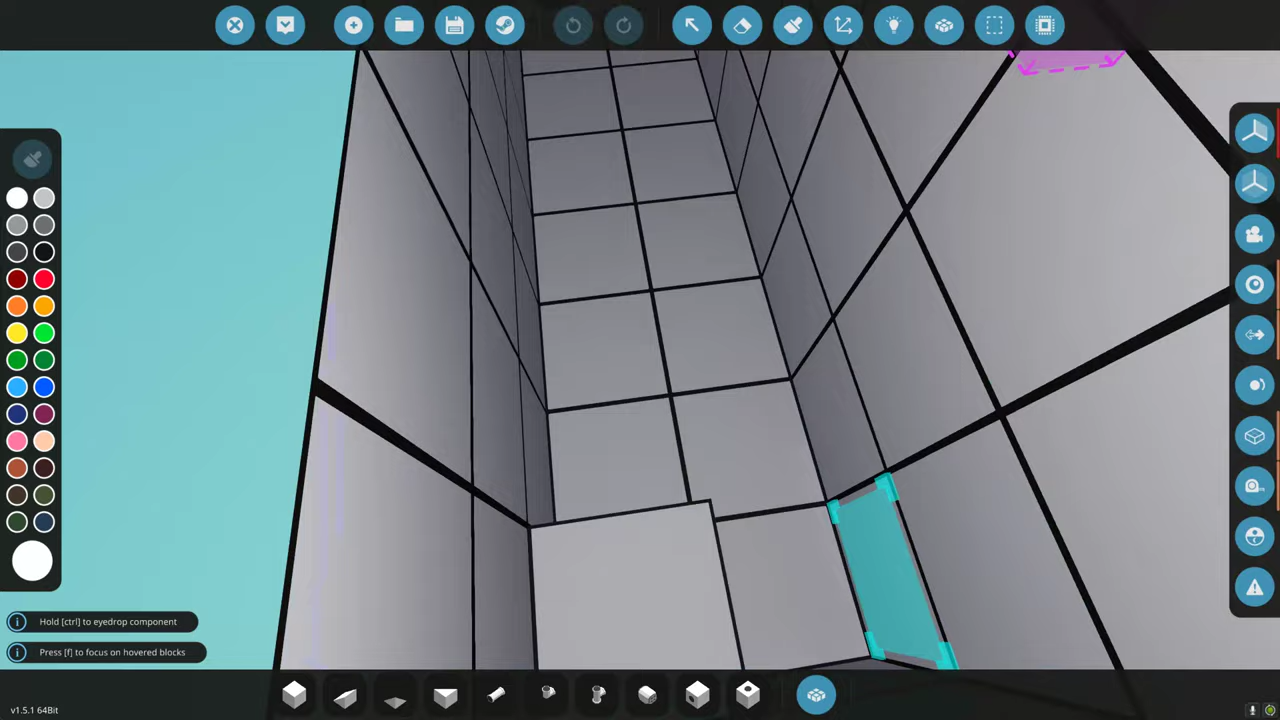 Hold [ctrl] to eyedrop component
Press [f] to focus on hovered blocks
v1.5.1 64Bit